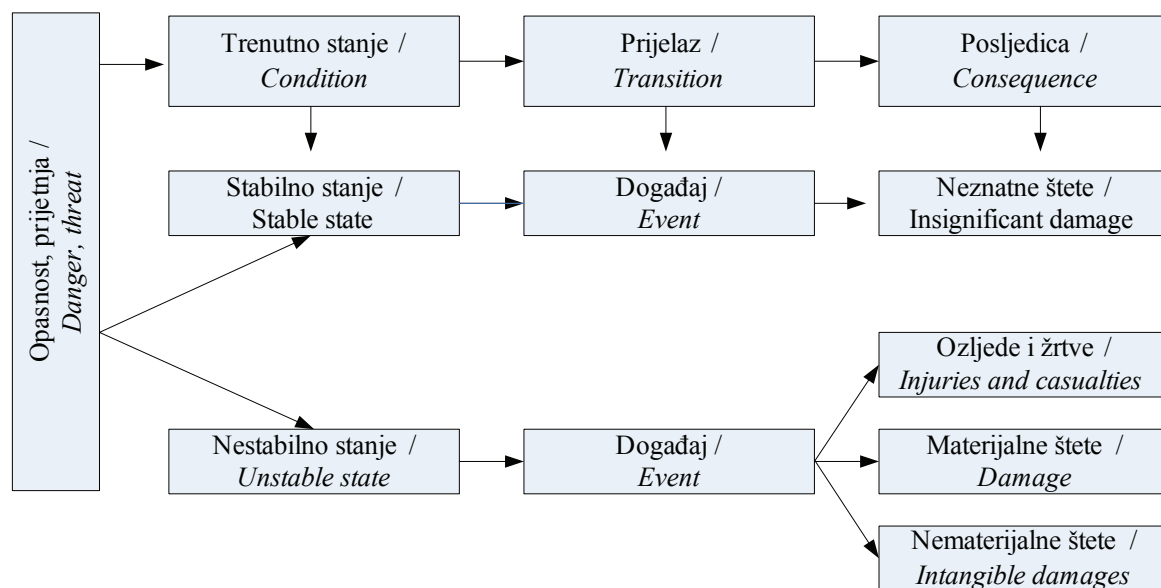 Opasnost, prijetnja /
Danger, threat
Trenutno stanje /
Condition
Prijelaz /
Transition
Posljedica /
Consequence
Stabilno stanje /
Stable state
Događaj /
Event
Neznatne štete /
Insignificant damage
Nestabilno stanje /
Unstable state
Događaj /
Event
Ozljede i žrtve /
Injuries and casualties
Materijalne štete /
Damage
Nematerijalne štete /
Intangible damages